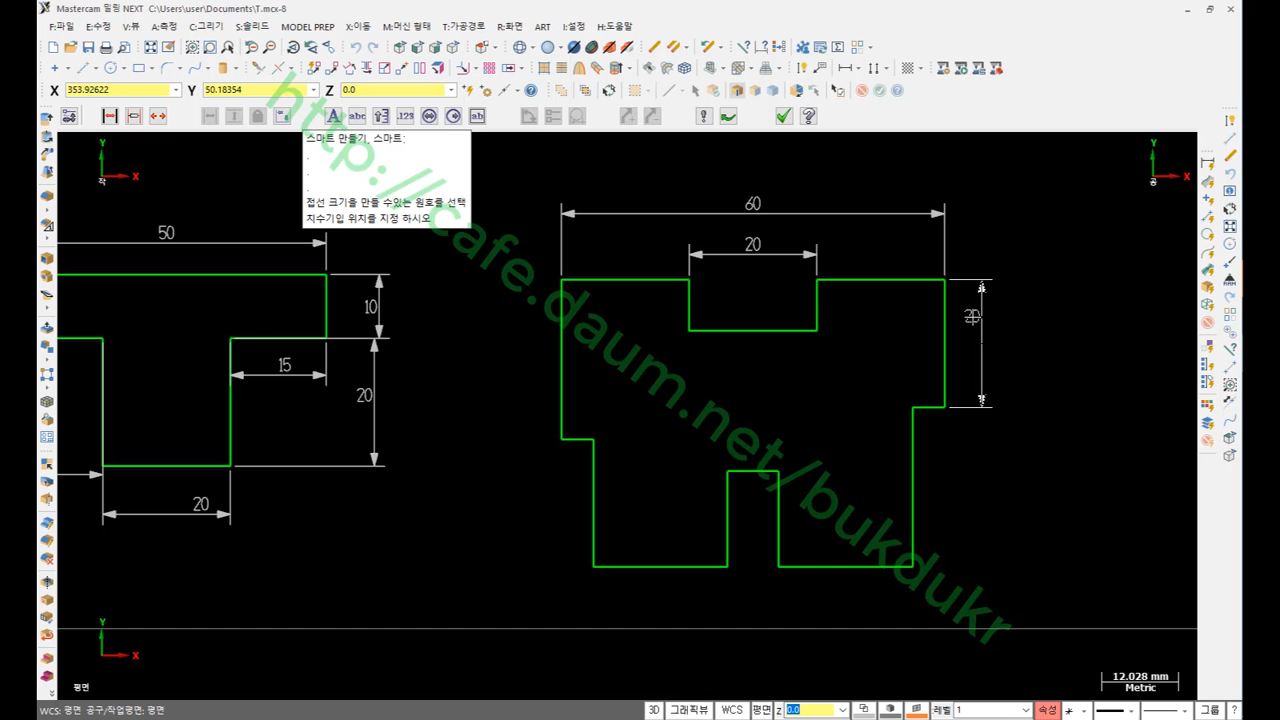 Mastercam 밀링 NEXT C:\Users\user\Documents\T.mcx-8
F:파일 E:수정 V:뷰 A:측정 C:그리기 S:솔리드 MODEL PREP X:이동 M:머신 형태 T:가공경로 R:화면 ART I:설정 H:도움말
X 353.92622 Y 50.18354 Z 0.0
스마트 만들기, 스마트:
.
.
.
접선 크기을 만들 수있는 원호를 선택
치수기입 위치를 지정 하시오
Y
작 X
Y
공 X
50
10
15
20
20
60
20
20
http://cafe.daum.net/bukdukr
Y
X
평면
12.028 mm
Metric
WCS: 평면 공구/작업평면: 평면
3D 그래픽뷰 WCS 평면 Z 0.0 레벨 1 속성 그룹 ?